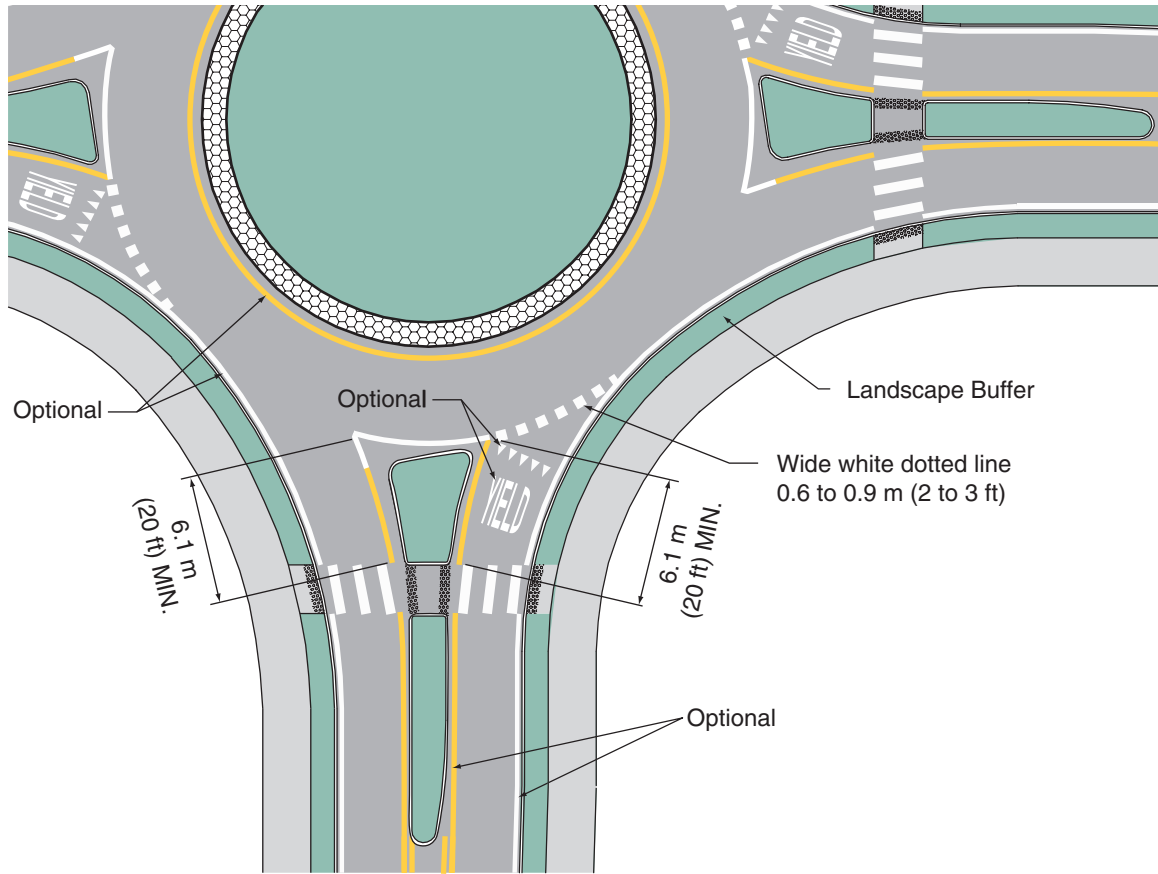 YIELD
YIELD
Optional
Optional
Landscape Buffer
Wide white dotted line
0.6 to 0.9 m (2 to 3 ft)
YIELD
6.1 m
(20 ft) MIN.
6.1 m
(20 ft) MIN.
Optional